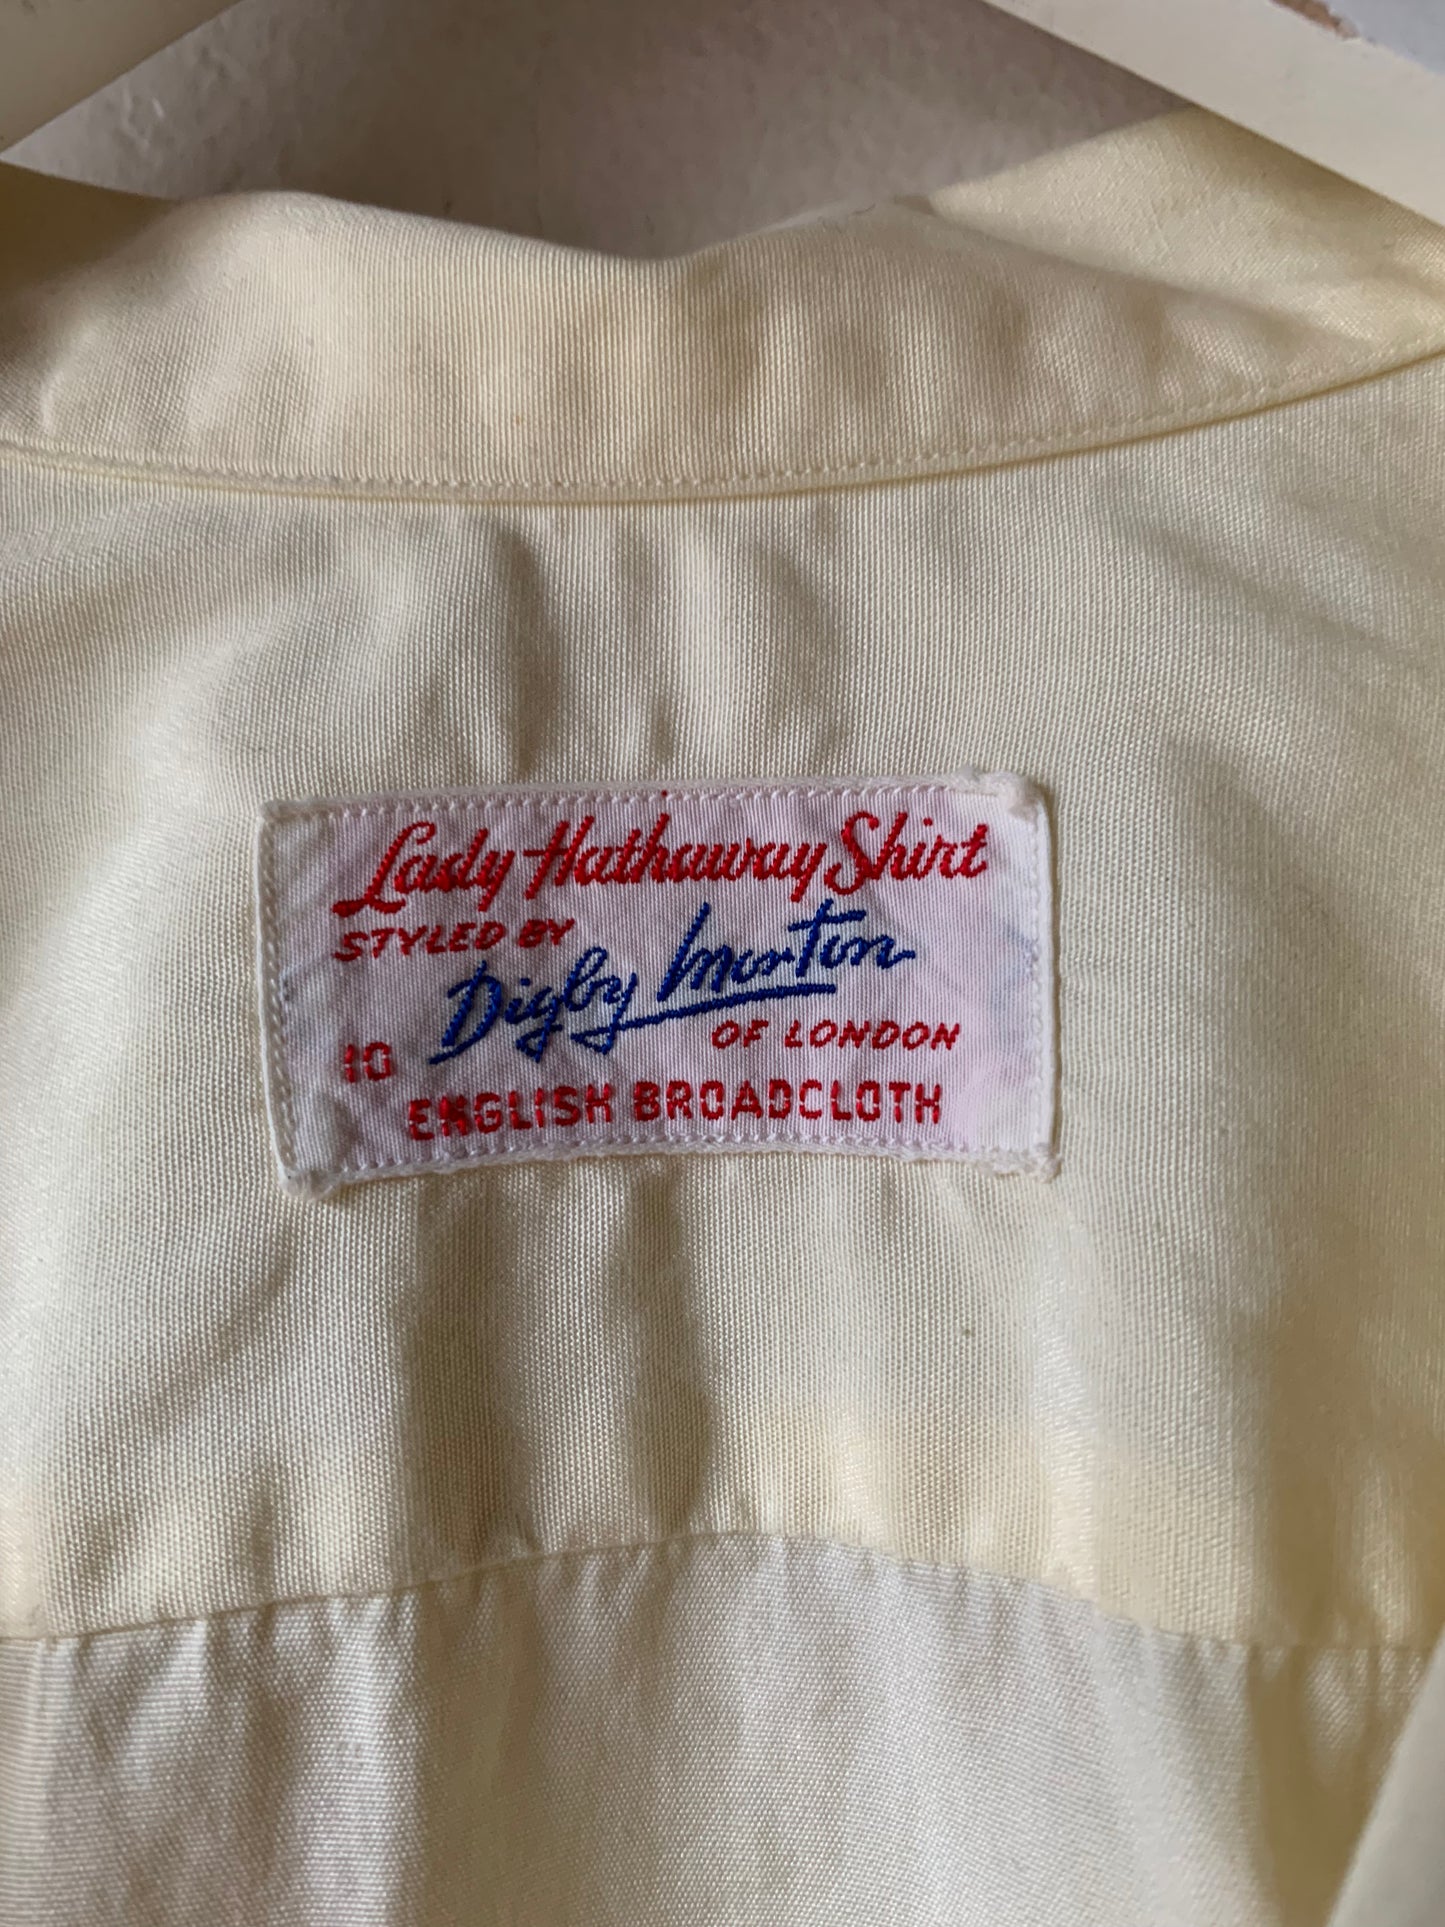 Lady Hathaway Shirt
STYLED BY
Digby Morton
OF LONDON
10
ENGLISH BROADCLOTH